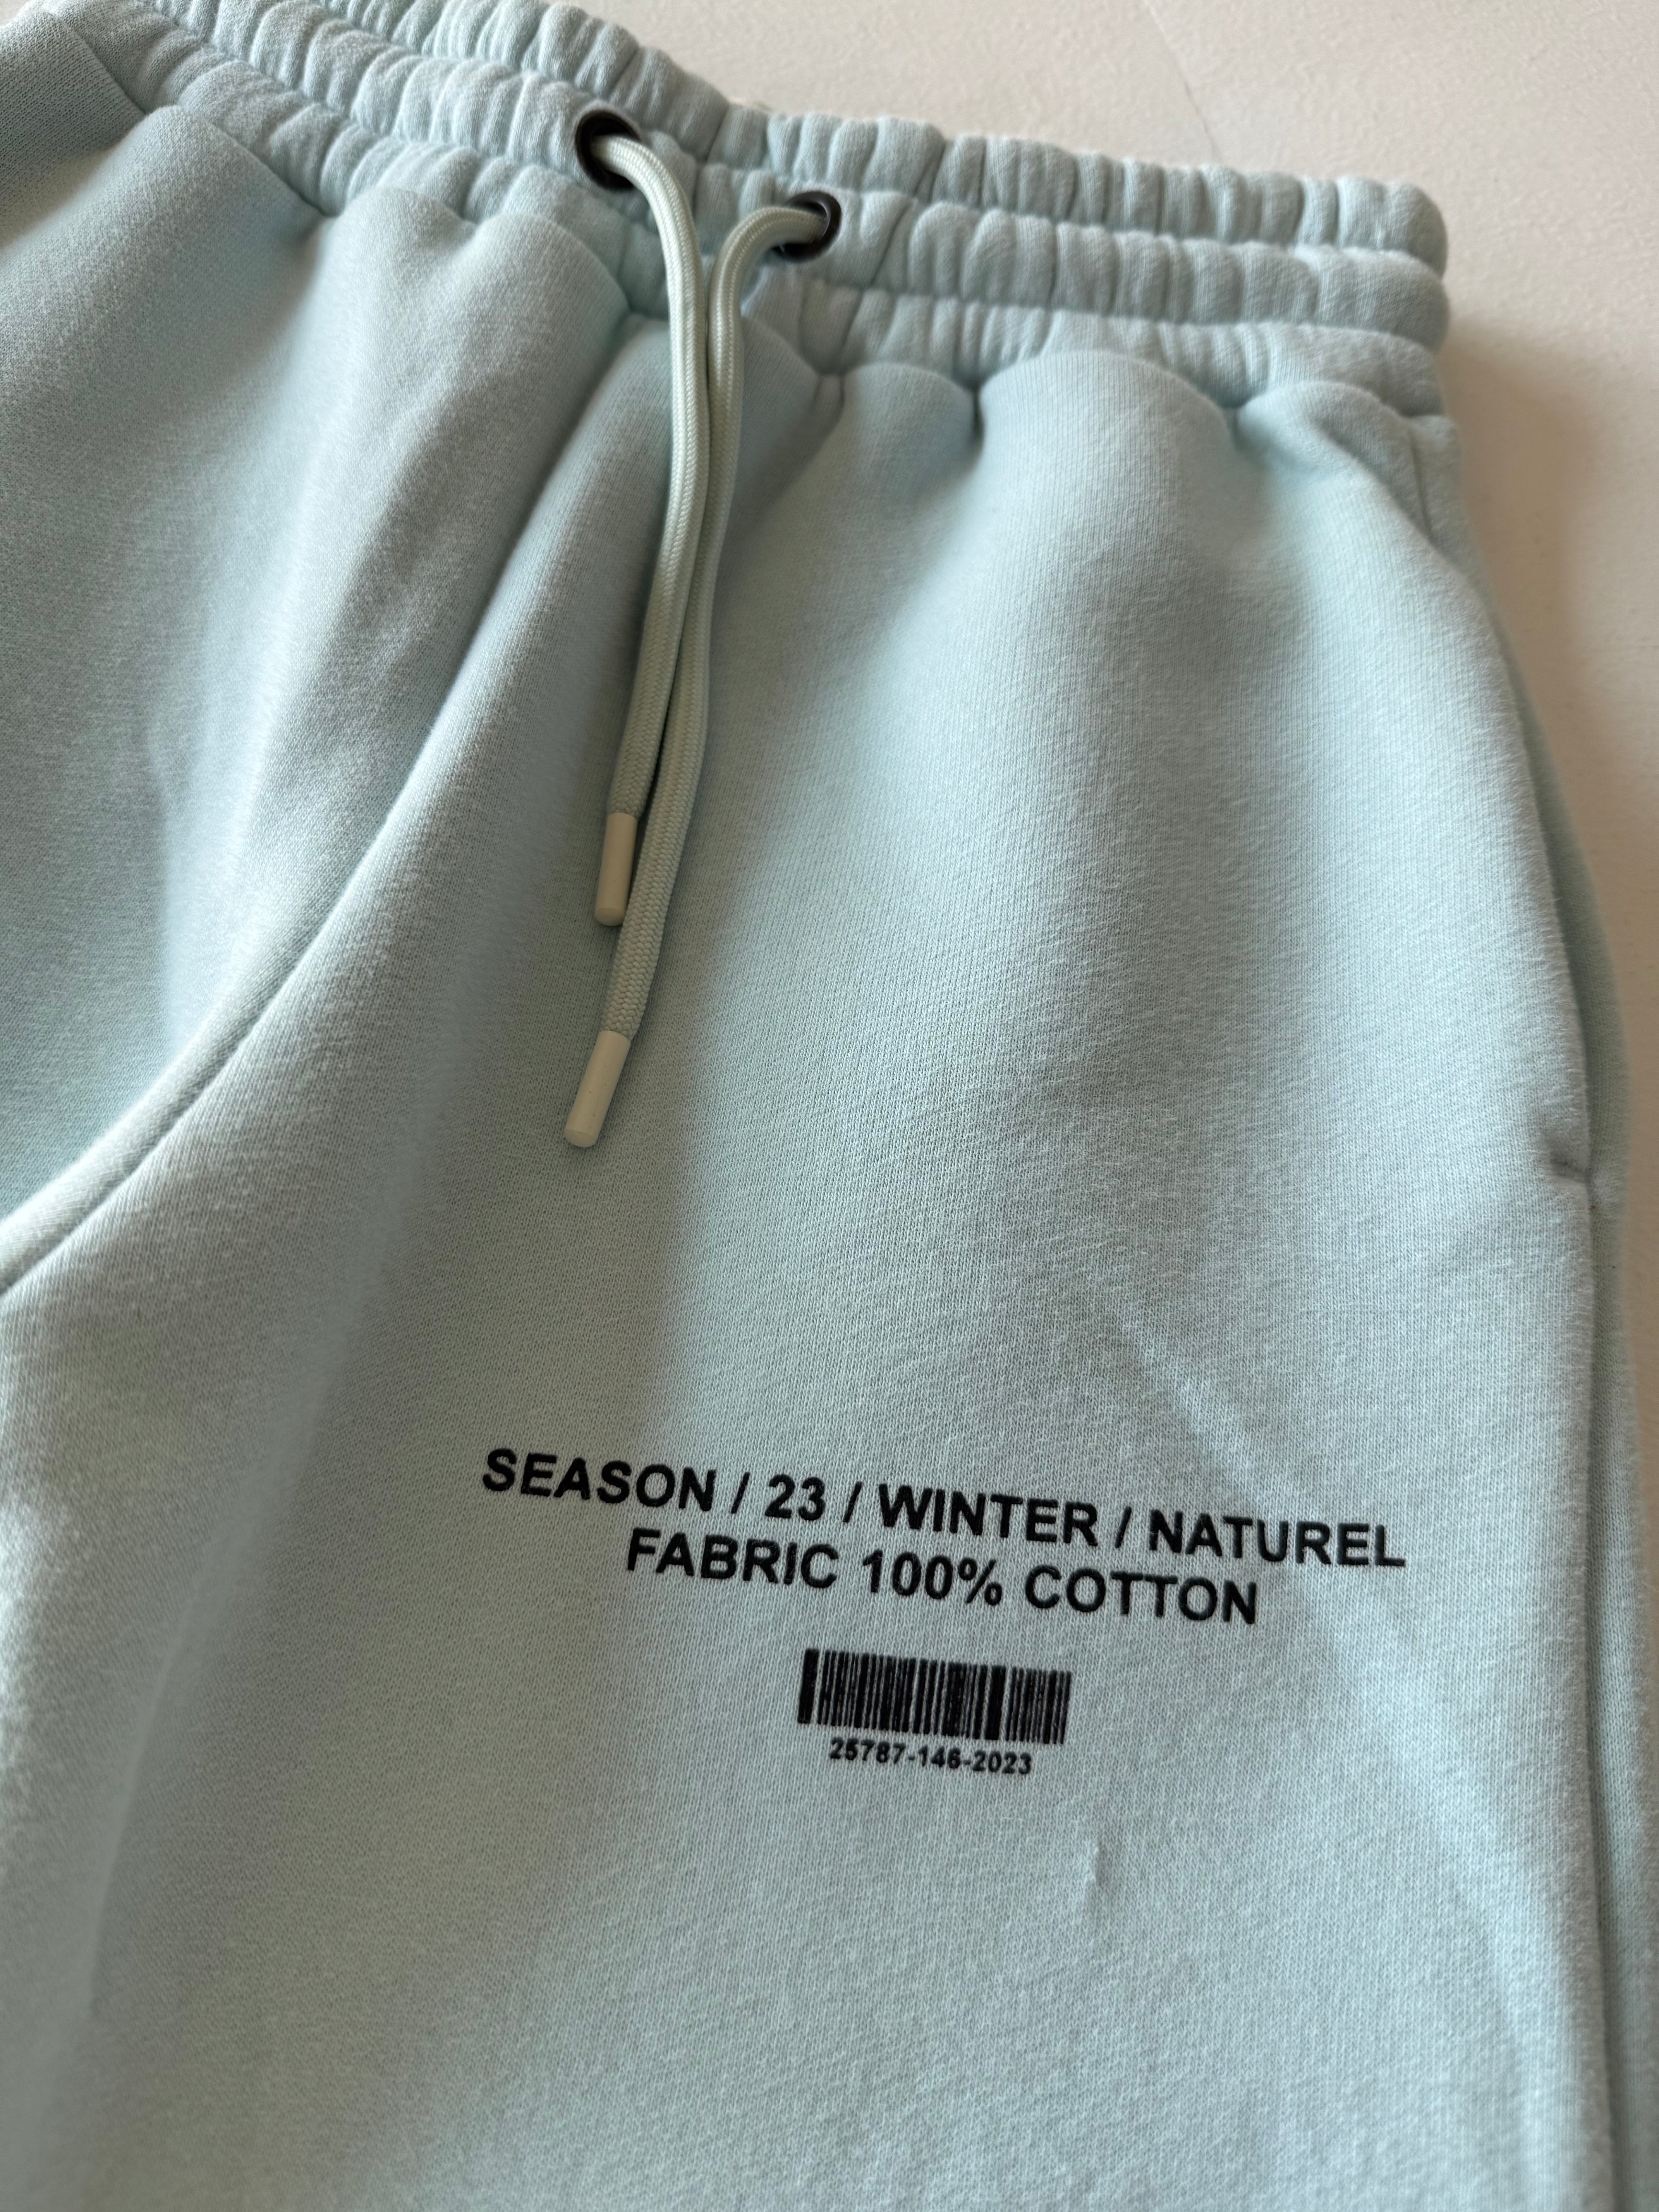 SEASON / 23 / WINTER / NATUREL
FABRIC 100% COTTON
25787-146-2023